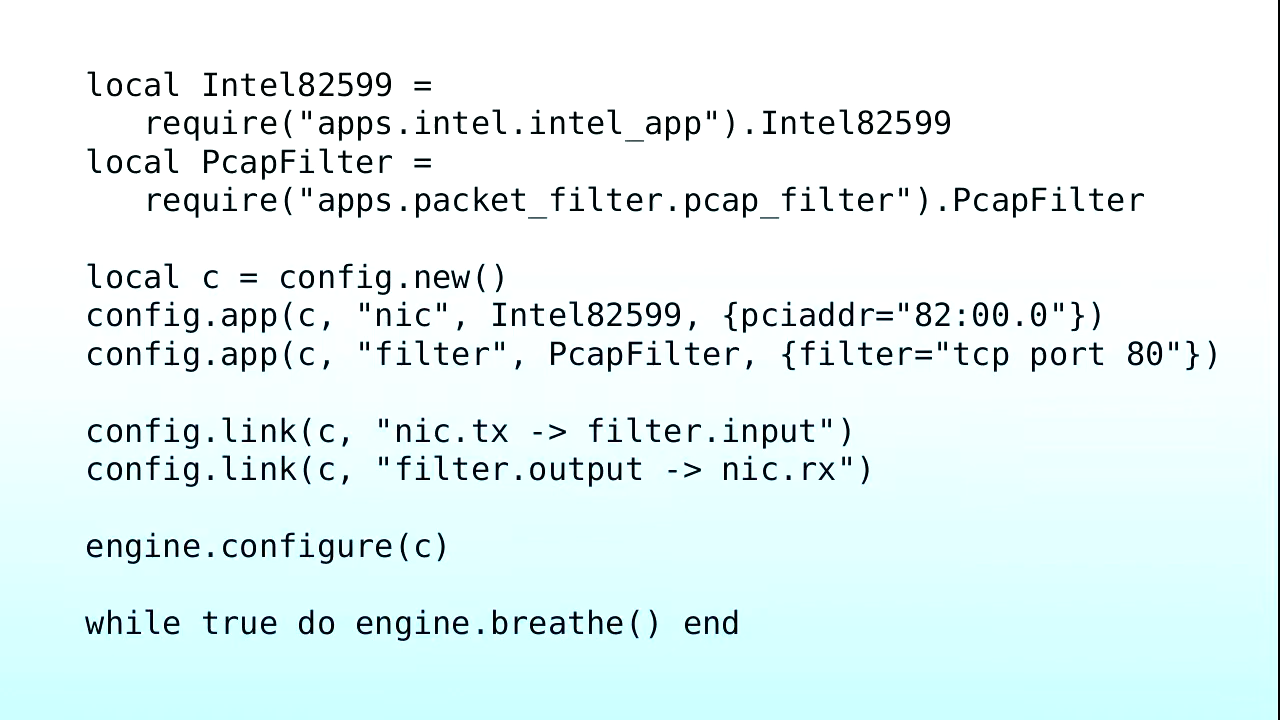 local Intel82599 =
   require("apps.intel.intel_app").Intel82599
local PcapFilter =
   require("apps.packet_filter.pcap_filter").PcapFilter

local c = config.new()
config.app(c, "nic", Intel82599, {pciaddr="82:00.0"})
config.app(c, "filter", PcapFilter, {filter="tcp port 80"})

config.link(c, "nic.tx -> filter.input")
config.link(c, "filter.output -> nic.rx")

engine.configure(c)

while true do engine.breathe() end